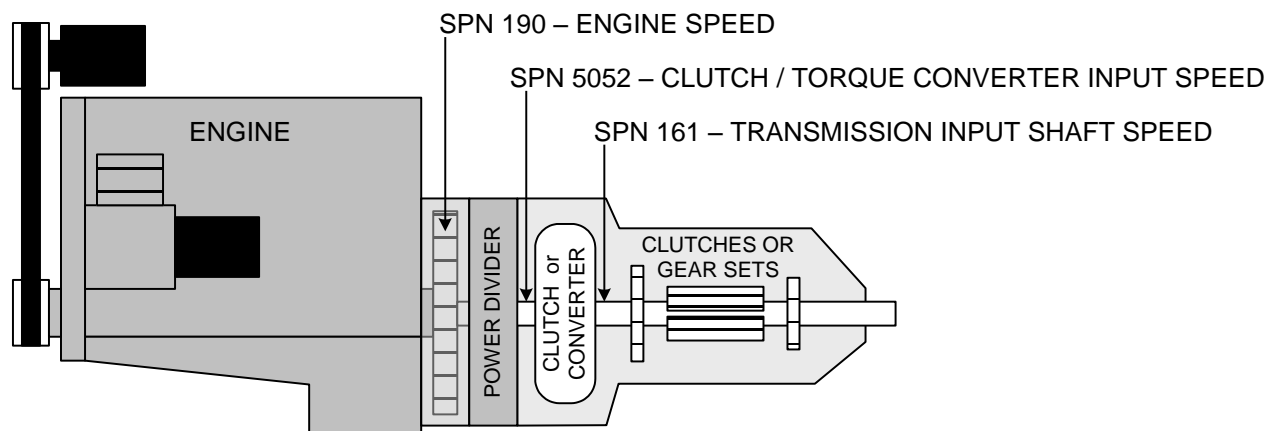 SPN 190 – ENGINE SPEED
SPN 5052 – CLUTCH / TORQUE CONVERTER INPUT SPEED
SPN 161 – TRANSMISSION INPUT SHAFT SPEED
ENGINE
POWER DIVIDER
CLUTCH or
CONVERTER
CLUTCHES OR
GEAR SETS